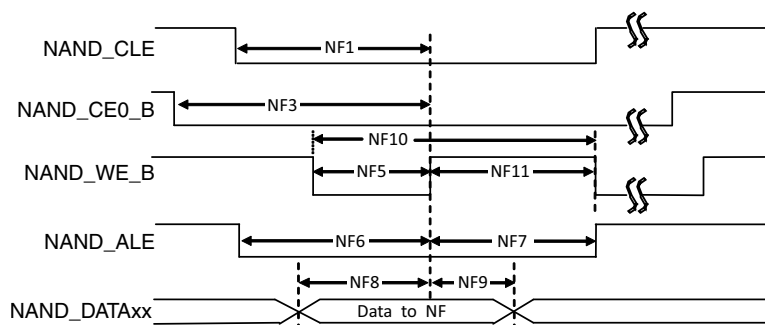 NAND_CLE
NF1
NAND_CE0_B
NF3
NF10
NAND_WE_B
NF5
NF11
NAND_ALE
NF6
NF7
NF8
NF9
NAND_DATAxx
Data to NF